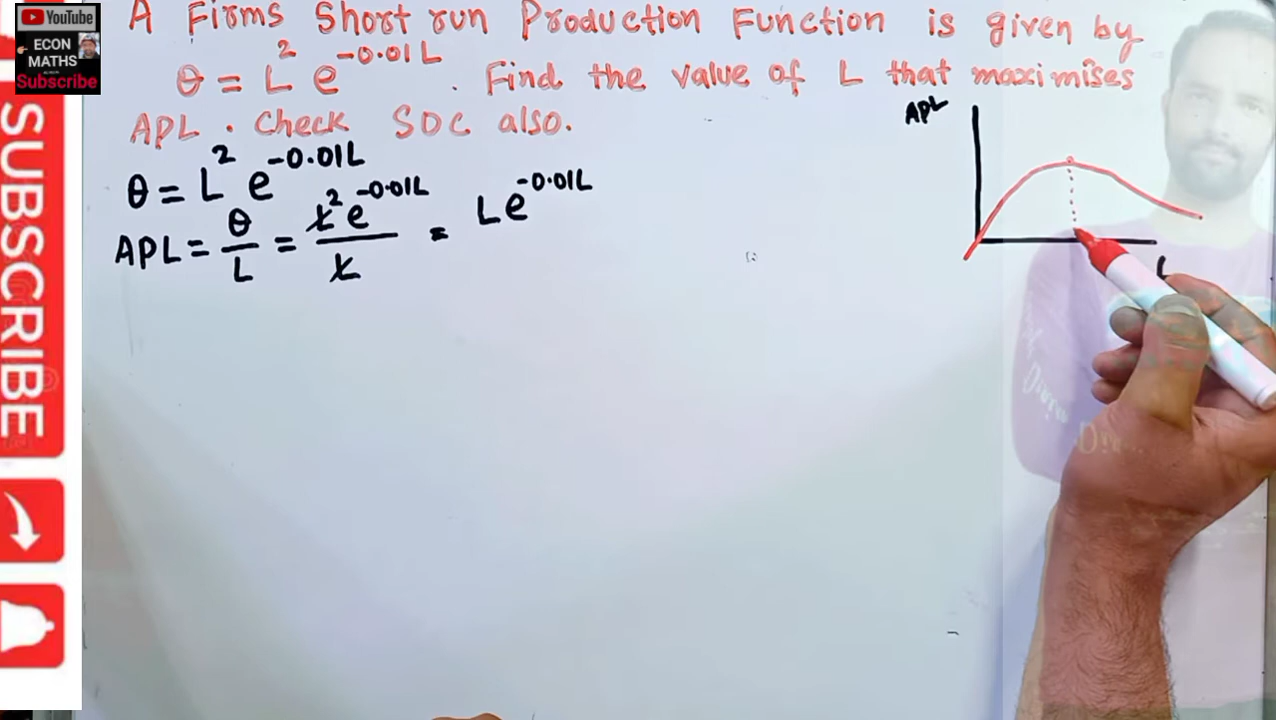 YouTube
ECON
MATHS
Subscribe
SUBSCRIBE
A Firms Short run Production Function is given by
θ = L² e^-0.01L . Find the value of L that maximises
APL . Check SOC also.
θ = L² e^-0.01L
APL = θ/L = L² e^-0.01L / L = L e^-0.01L
APL
L